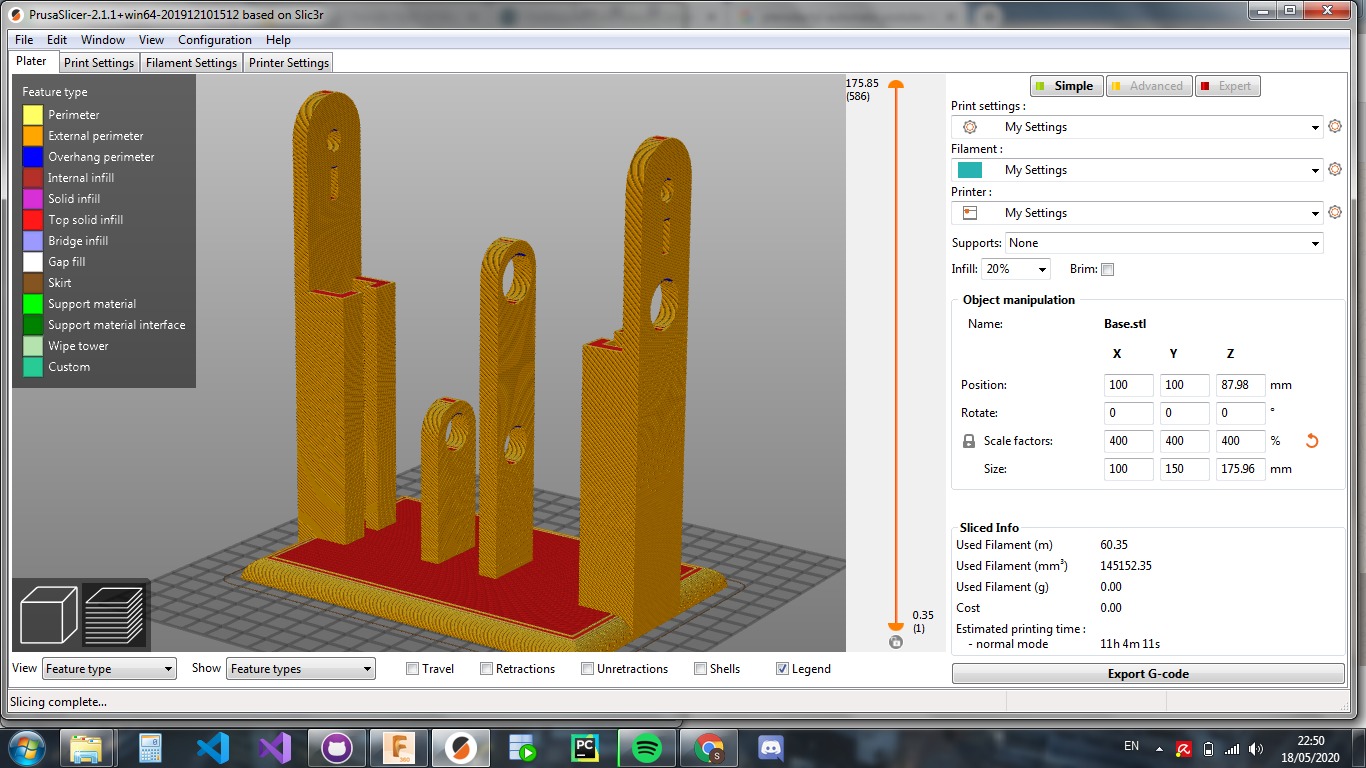 PrusaSlicer-2.1.1+win64-201912101512 based on Slic3r
File Edit Window View Configuration Help
Plater Print Settings Filament Settings Printer Settings
Feature type
Perimeter
External perimeter
Overhang perimeter
Internal infill
Solid infill
Top solid infill
Bridge infill
Gap fill
Skirt
Support material
Support material interface
Wipe tower
Custom
175.85
(586)
0.35
(1)
Simple Advanced Expert
Print settings :
My Settings
Filament :
My Settings
Printer :
My Settings
Supports: None
Infill: 20% Brim:
Object manipulation
Name: Base.stl
X Y Z
Position: 100 100 87.98 mm
Rotate: 0 0 0 °
Scale factors: 400 400 400 %
Size: 100 150 175.96 mm
Sliced Info
Used Filament (m) 60.35
Used Filament (mm³) 145152.35
Used Filament (g) 0.00
Cost 0.00
Estimated printing time :
- normal mode 11h 4m 11s
Export G-code
View Feature type Show Feature types Travel Retractions Unretractions Shells Legend
Slicing complete...
F
360
PC
S
EN
22:50
18/05/2020